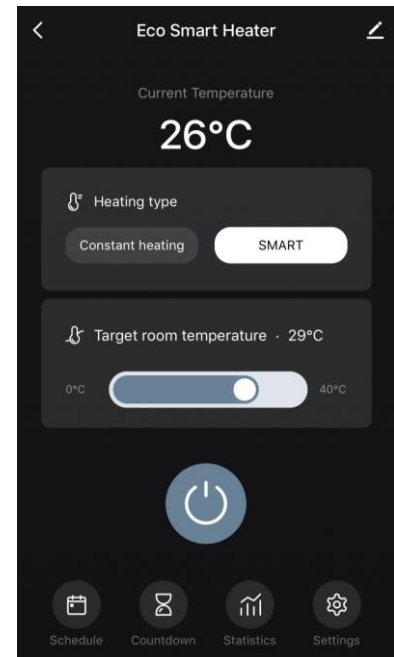 Eco Smart Heater
Current Temperature
26°C
Heating type
Constant heating SMART
Target room temperature · 29°C
0°C 40°C
Schedule Countdown Statistics Settings